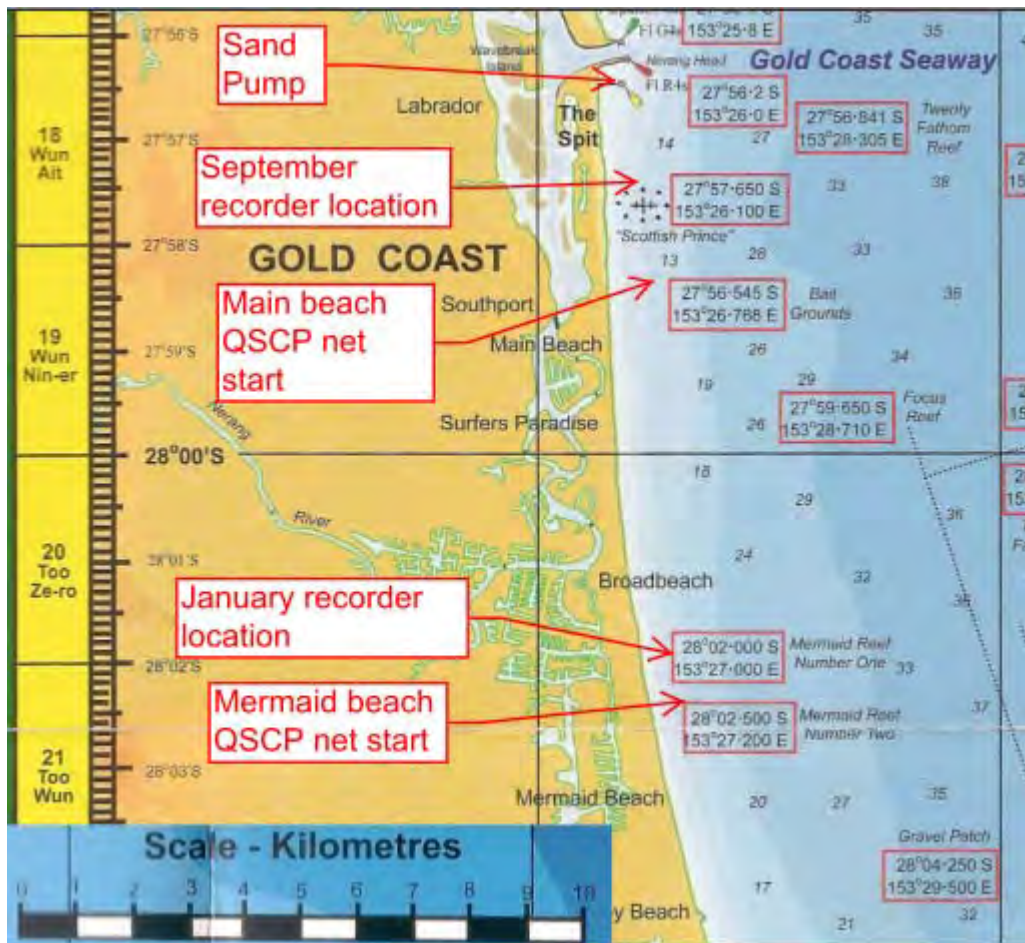 27°56'S
18
Wun
Ait
27°57'S
27°58'S
19
Wun
Nin-er
27°59'S
28°00'S
20
Too
Ze-ro
28°01'S
28°02'S
21
Too
Wun
28°03'S
Sand
Pump
September
recorder location
Main beach
QSCP net
start
January recorder
location
Mermaid beach
QSCP net start
Wavebreak
Island
Labrador
The
Spit
GOLD COAST
Southport
Main Beach
Surfers Paradise
Nerang
River
Broadbeach
Mermaid Beach
y Beach
Nerang Head
Fl.R.4s
153°25·8 E
35
35
Gold Coast Seaway
27°56·2 S
153°26·0 E
27°56·841 S
153°28·305 E
Twenty
Fathom
Reef
14
27
27°57·650 S
153°26·100 E
33
38
"Scottish Prince"
13
28
33
27°56·545 S
153°26·768 E
Bait
Grounds
36
26
34
19
29
27°59·650 S
153°28·710 E
Focus
Reef
26
18
29
36
24
32
36
28°02·000 S
153°27·000 E
Mermaid Reef
Number One
33
28°02·500 S
153°27·200 E
Mermaid Reef
Number Two
37
20
27
35
Gravel Patch
28°04·250 S
153°29·500 E
17
21
32
Scale - Kilometres
0 1 2 3 4 5 6 7 8 9 10